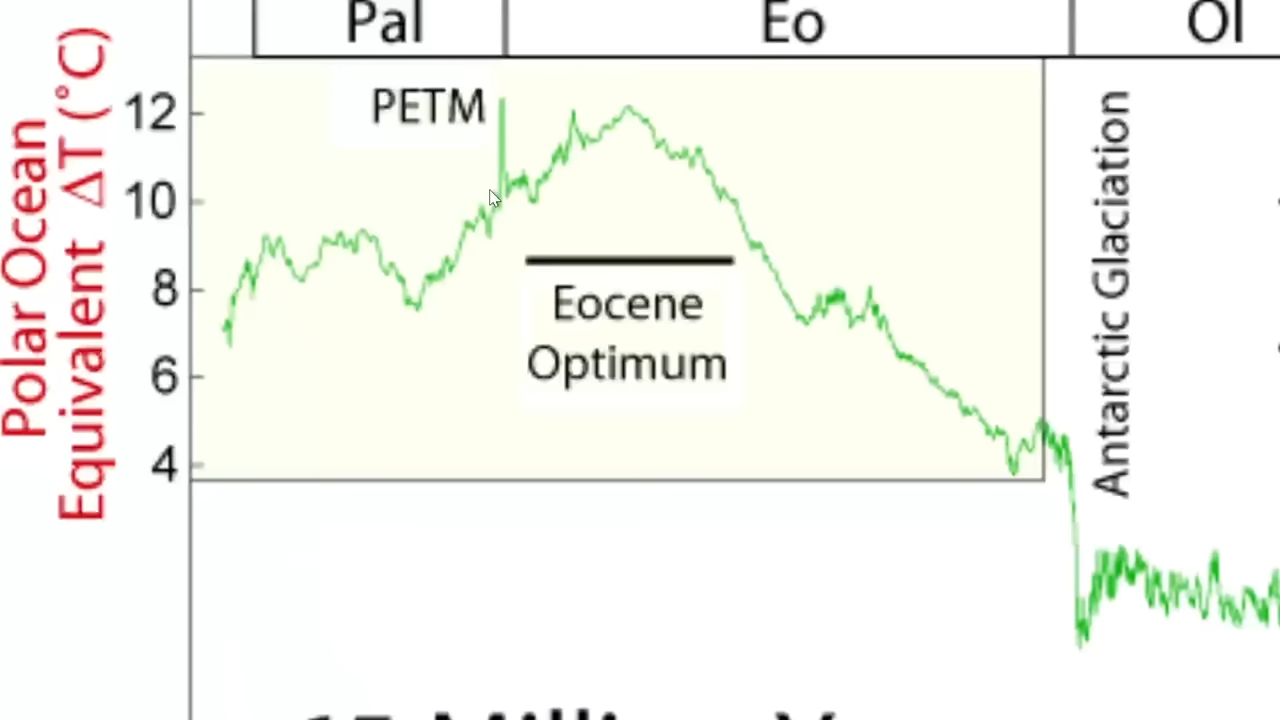 Pal
Eo
Ol
PETM
12
10
8
6
4
Polar Ocean
Equivalent ΔT (°C)
Eocene
Optimum
Antarctic Glaciation